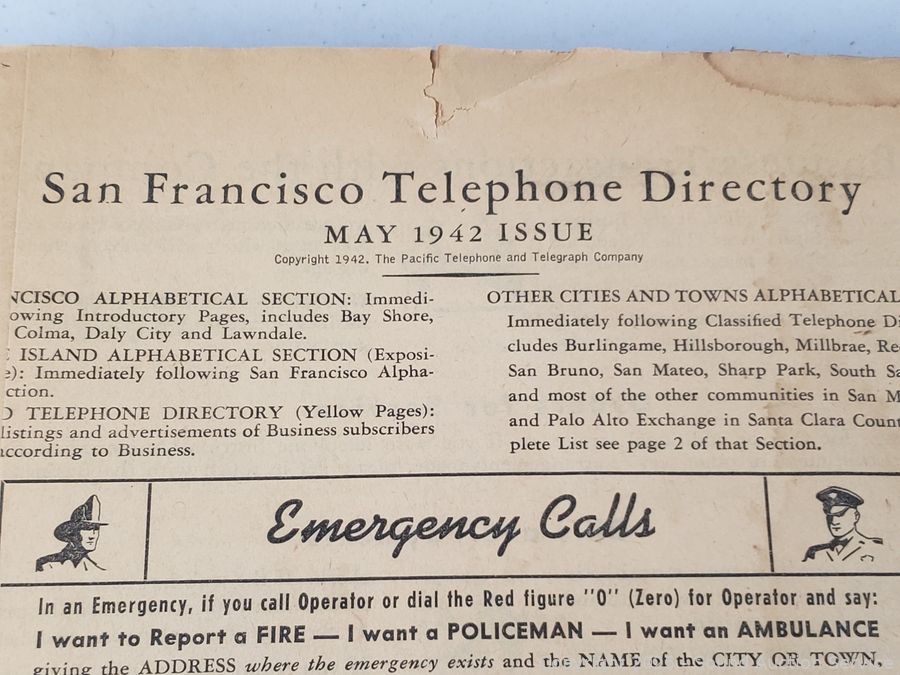 San Francisco Telephone Directory
MAY 1942 ISSUE
Copyright 1942, The Pacific Telephone and Telegraph Company
NCISCO ALPHABETICAL SECTION: Immedi-
owing Introductory Pages, includes Bay Shore,
Colma, Daly City and Lawndale.
ISLAND ALPHABETICAL SECTION (Exposi-
e): Immediately following San Francisco Alpha-
ction.
D TELEPHONE DIRECTORY (Yellow Pages):
listings and advertisements of Business subscribers
according to Business.
OTHER CITIES AND TOWNS ALPHABETICAL
Immediately following Classified Telephone Di
cludes Burlingame, Hillsborough, Millbrae, Re
San Bruno, San Mateo, Sharp Park, South Sa
and most of the other communities in San M
and Palo Alto Exchange in Santa Clara Count
plete List see page 2 of that Section.
Emergency Calls
In an Emergency, if you call Operator or dial the Red figure "O" (Zero) for Operator and say:
I want to Report a FIRE — I want a POLICEMAN — I want an AMBULANCE
giving the ADDRESS where the emergency exists and the NAME of the CITY OR TOWN,